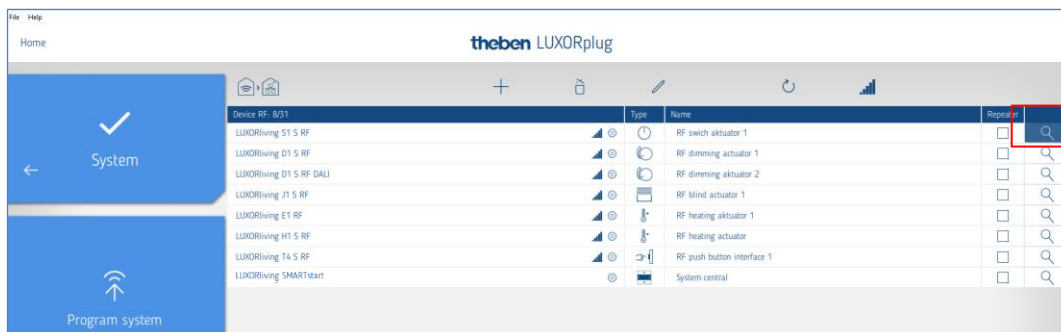 File Help
Home
theben LUXORplug
System
Program system
Device RF: 8/31 Type Name Repeater
LUXORliving S1 S RF RF swich aktuator 1
LUXORliving D1 S RF RF dimming actuator 1
LUXORliving D1 S RF DALI RF dimming aktuator 2
LUXORliving J1 S RF RF blind actuator 1
LUXORliving E1 RF RF heating aktuator 1
LUXORliving H1 S RF RF heating actuator
LUXORliving T4 S RF RF push button interface 1
LUXORliving SMARTstart System central